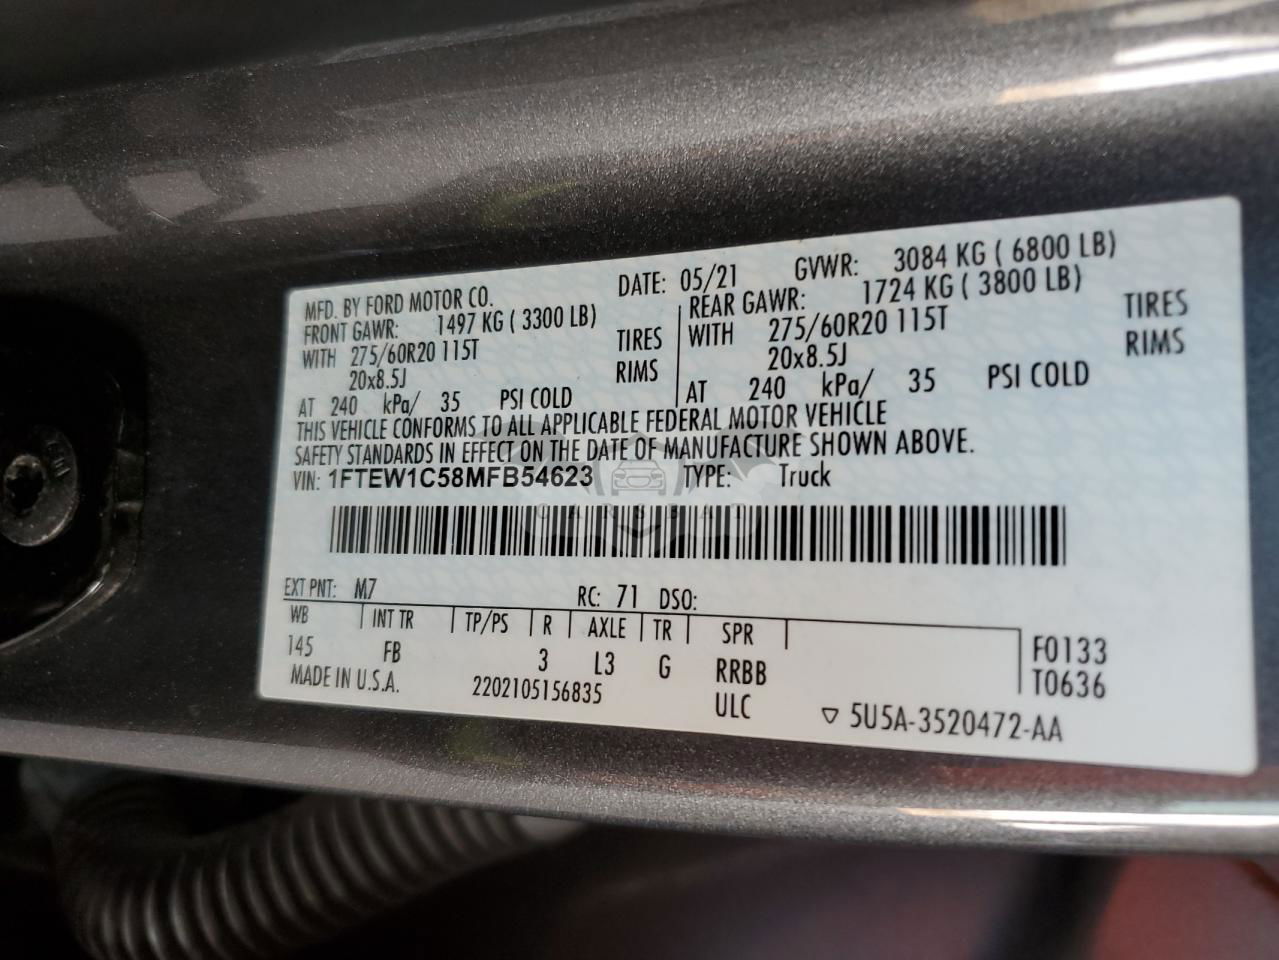 MFD. BY FORD MOTOR CO. DATE: 05/21 GVWR: 3084 KG ( 6800 LB)
FRONT GAWR: 1497 KG ( 3300 LB) REAR GAWR: 1724 KG ( 3800 LB)
WITH 275/60R20 115T TIRES WITH 275/60R20 115T TIRES
20x8.5J RIMS 20x8.5J RIMS
AT 240 kPa/ 35 PSI COLD AT 240 kPa/ 35 PSI COLD
THIS VEHICLE CONFORMS TO ALL APPLICABLE FEDERAL MOTOR VEHICLE
SAFETY STANDARDS IN EFFECT ON THE DATE OF MANUFACTURE SHOWN ABOVE.
VIN: 1FTEW1C58MFB54623 TYPE: Truck
CARSBAT
EXT PNT: M7 RC: 71 DSO:
WB INT TR TP/PS R AXLE TR SPR
145 FB 3 L3 G RRBB F0133
MADE IN U.S.A. 2202105156835 ULC T0636
▽ 5U5A-3520472-AA